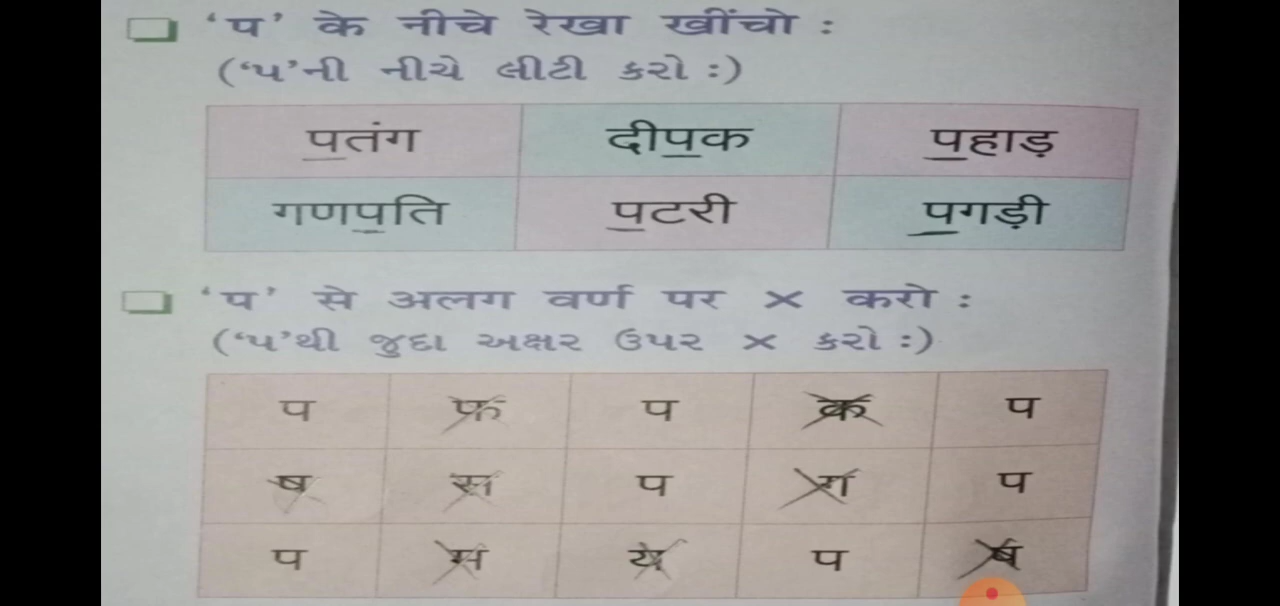 ‘प’ के नीचे रेखा खींचो :
(‘પ’ની નીચે લીટી કરો :)
पतंग दीपक पहाड़
गणपति पटरी पगड़ी
‘प’ से अलग वर्ण पर × करो :
(‘પ’થી જુદા અક્ષર ઉપર × કરો :)
प फ प क प
ष स प ग प
प म य प ष